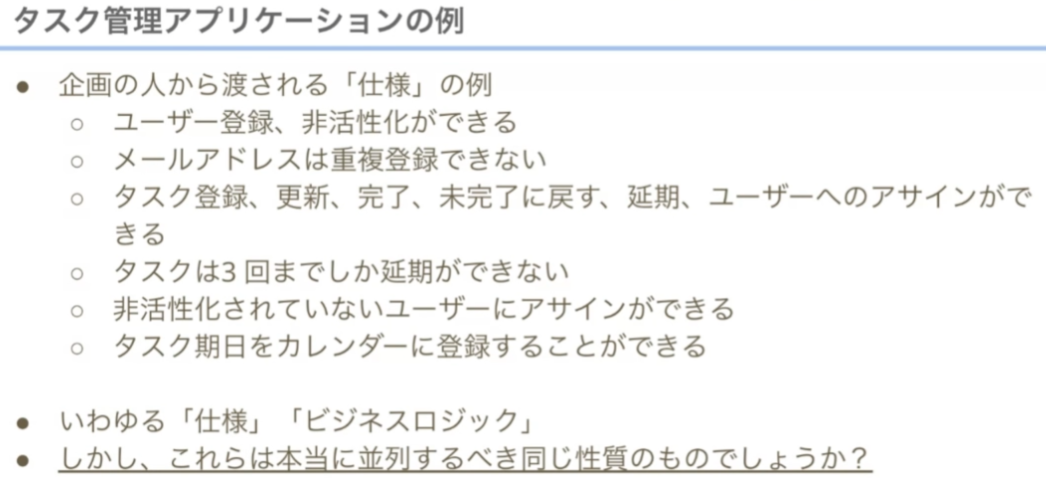 タスク管理アプリケーションの例
● 企画の人から渡される「仕様」の例
○ ユーザー登録、非活性化ができる
○ メールアドレスは重複登録できない
○ タスク登録、更新、完了、未完了に戻す、延期、ユーザーへのアサインがで
きる
○ タスクは3 回までしか延期ができない
○ 非活性化されていないユーザーにアサインができる
○ タスク期日をカレンダーに登録することができる
● いわゆる「仕様」「ビジネスロジック」
● しかし、これらは本当に並列するべき同じ性質のものでしょうか？